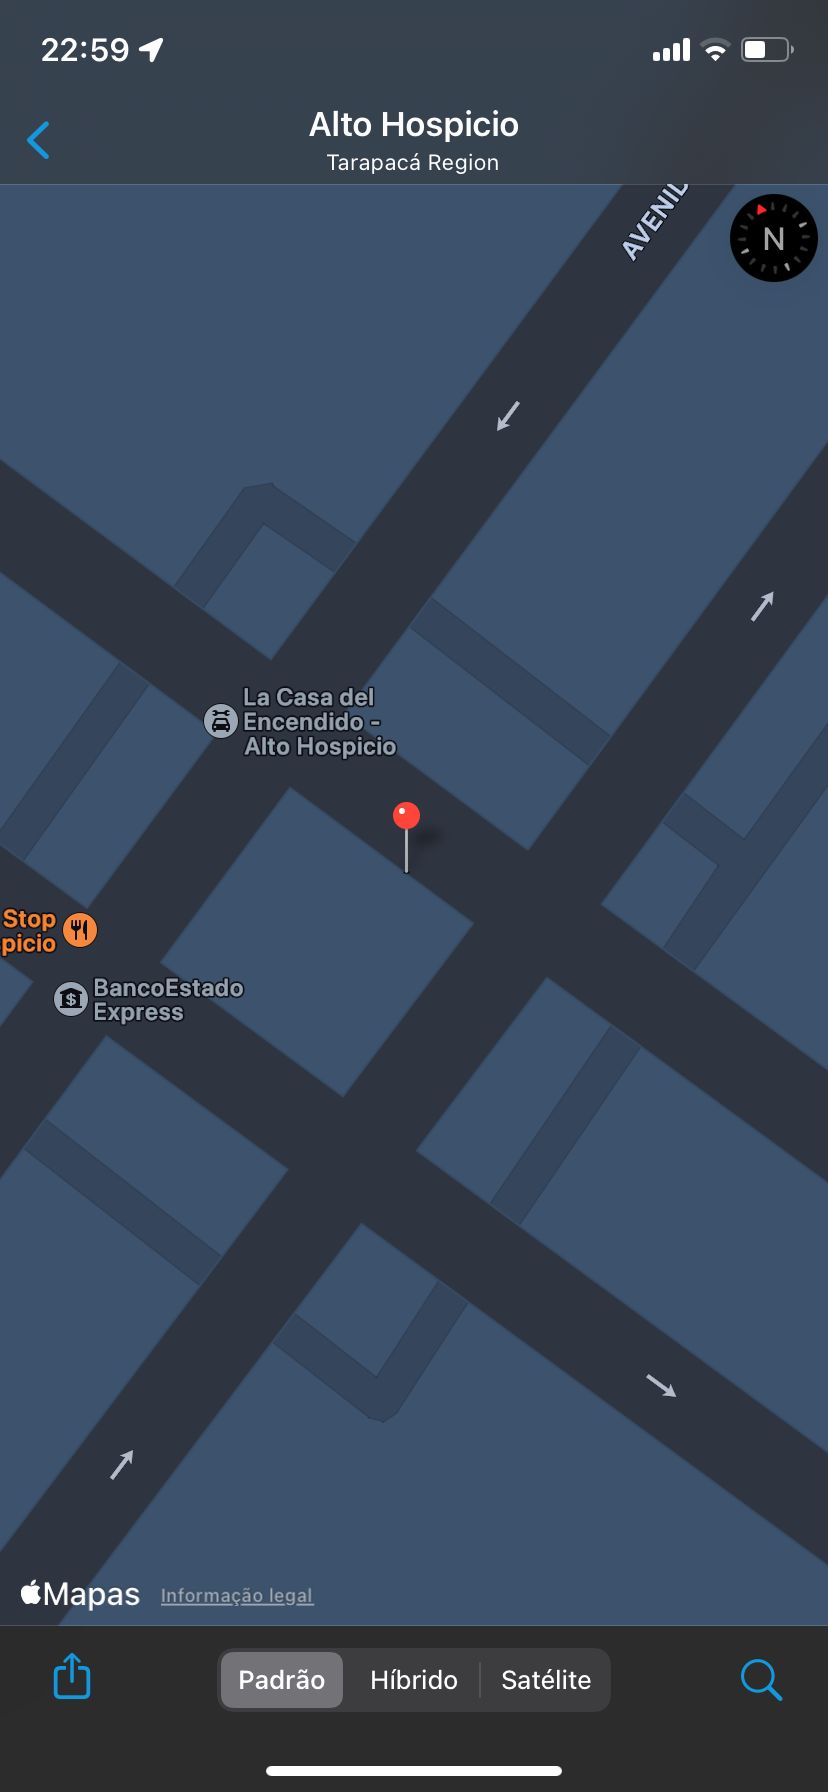 22:59
Alto Hospicio
Tarapacá Region
AVENID
N
La Casa del
Encendido -
Alto Hospicio
Stop
picio
BancoEstado
Express
Mapas
Informação legal
Padrão
Híbrido
Satélite